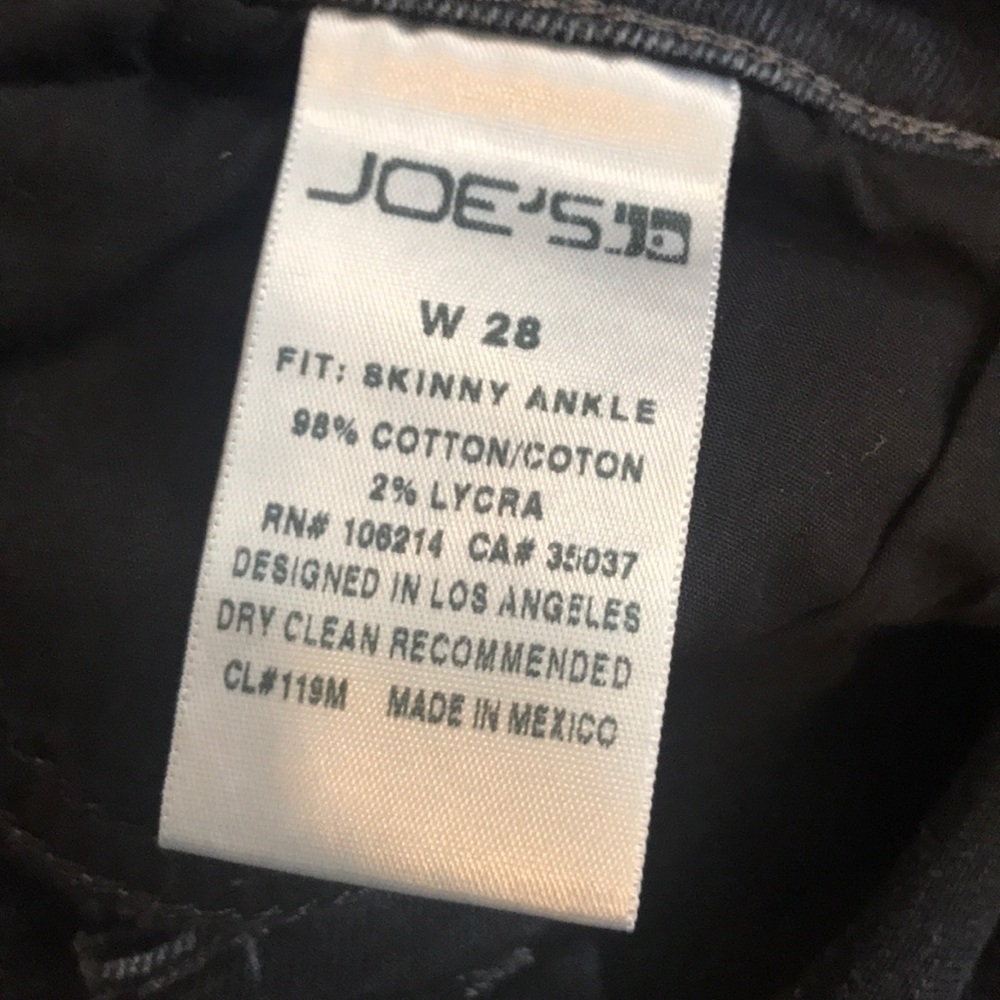 JOE'S
W 28
FIT: SKINNY ANKLE
98% COTTON/COTON
2% LYCRA
RN# 106214 CA# 35037
DESIGNED IN LOS ANGELES
DRY CLEAN RECOMMENDED
CL#119M MADE IN MEXICO